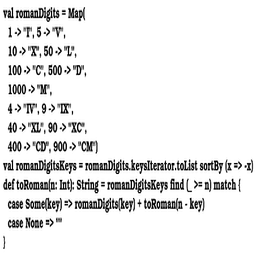 val romanDigits = Map(
1 -> "I", 5 -> "V",
10 -> "X", 50 -> "L",
100 -> "C", 500 -> "D",
1000 -> "M",
4 -> "IV", 9 -> "IX",
40 -> "XL", 90 -> "XC",
400 -> "CD", 900 -> "CM")
val romanDigitsKeys = romanDigits.keysIterator.toList sortBy (x => -x)
def toRoman(n: Int): String = romanDigitsKeys find (_ >= n) match {
case Some(key) => romanDigits(key) + toRoman(n - key)
case None => ""
}